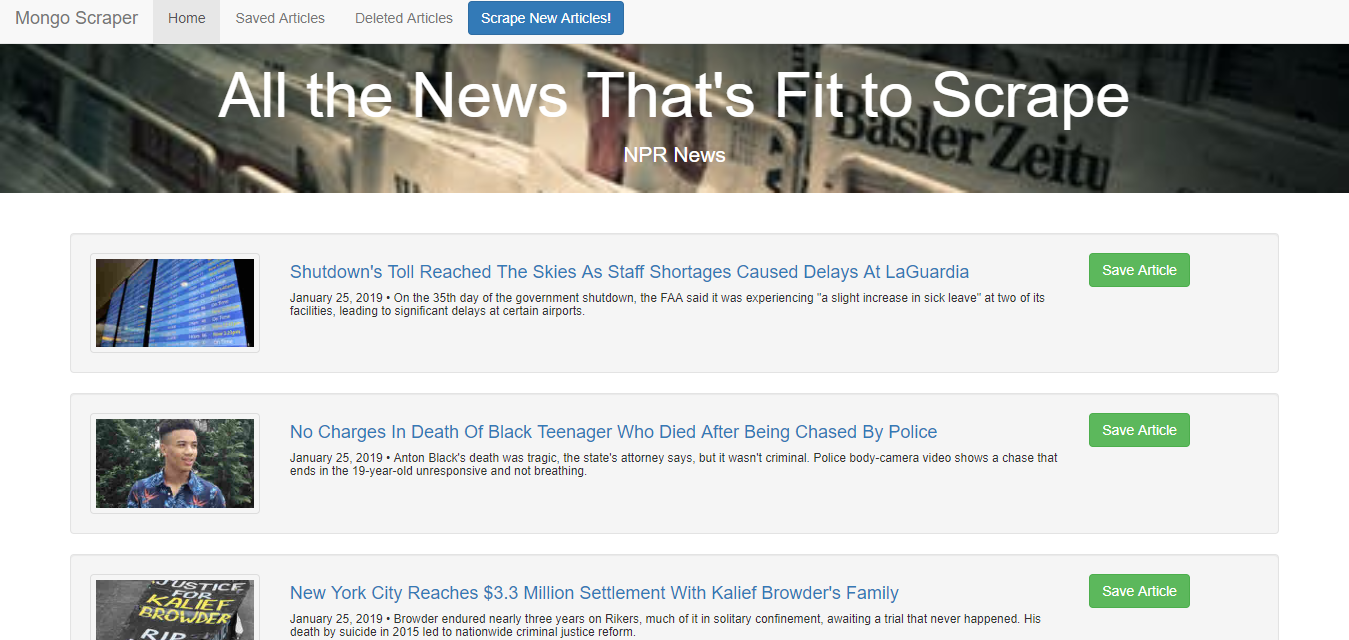 Mongo Scraper Home Saved Articles Deleted Articles Scrape New Articles!
All the News That's Fit to Scrape
Basler Zeitu
NPR News
Shutdown's Toll Reached The Skies As Staff Shortages Caused Delays At LaGuardia
Save Article
January 25, 2019 • On the 35th day of the government shutdown, the FAA said it was experiencing "a slight increase in sick leave" at two of its
facilities, leading to significant delays at certain airports.
No Charges In Death Of Black Teenager Who Died After Being Chased By Police
Save Article
January 25, 2019 • Anton Black's death was tragic, the state's attorney says, but it wasn't criminal. Police body-camera video shows a chase that
ends in the 19-year-old unresponsive and not breathing.
JUSTICE
FOR
KALIEF
BROWDER
RIP
New York City Reaches $3.3 Million Settlement With Kalief Browder's Family
Save Article
January 25, 2019 • Browder endured nearly three years on Rikers, much of it in solitary confinement, awaiting a trial that never happened. His
death by suicide in 2015 led to nationwide criminal justice reform.